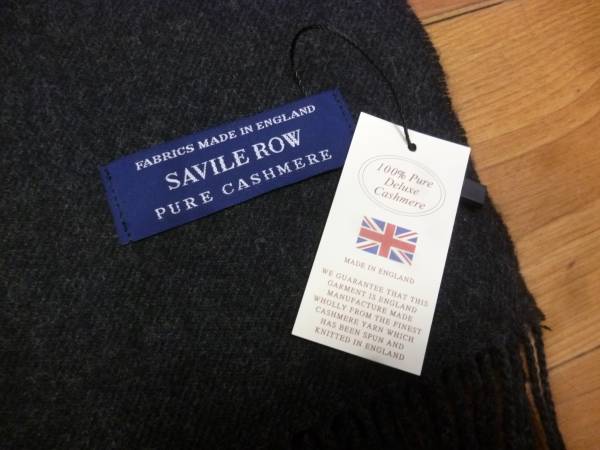 FABRICS MADE IN ENGLAND
SAVILE ROW
PURE CASHMERE
100% Pure
Deluxe
Cashmere
MADE IN ENGLAND
WE GUARANTEE THAT THIS
GARMENT IS ENGLAND
MANUFACTURE MADE
WHOLLY FROM THE FINEST
CASHMERE YARN WHICH
HAS BEEN SPUN AND
KNITTED IN ENGLAND